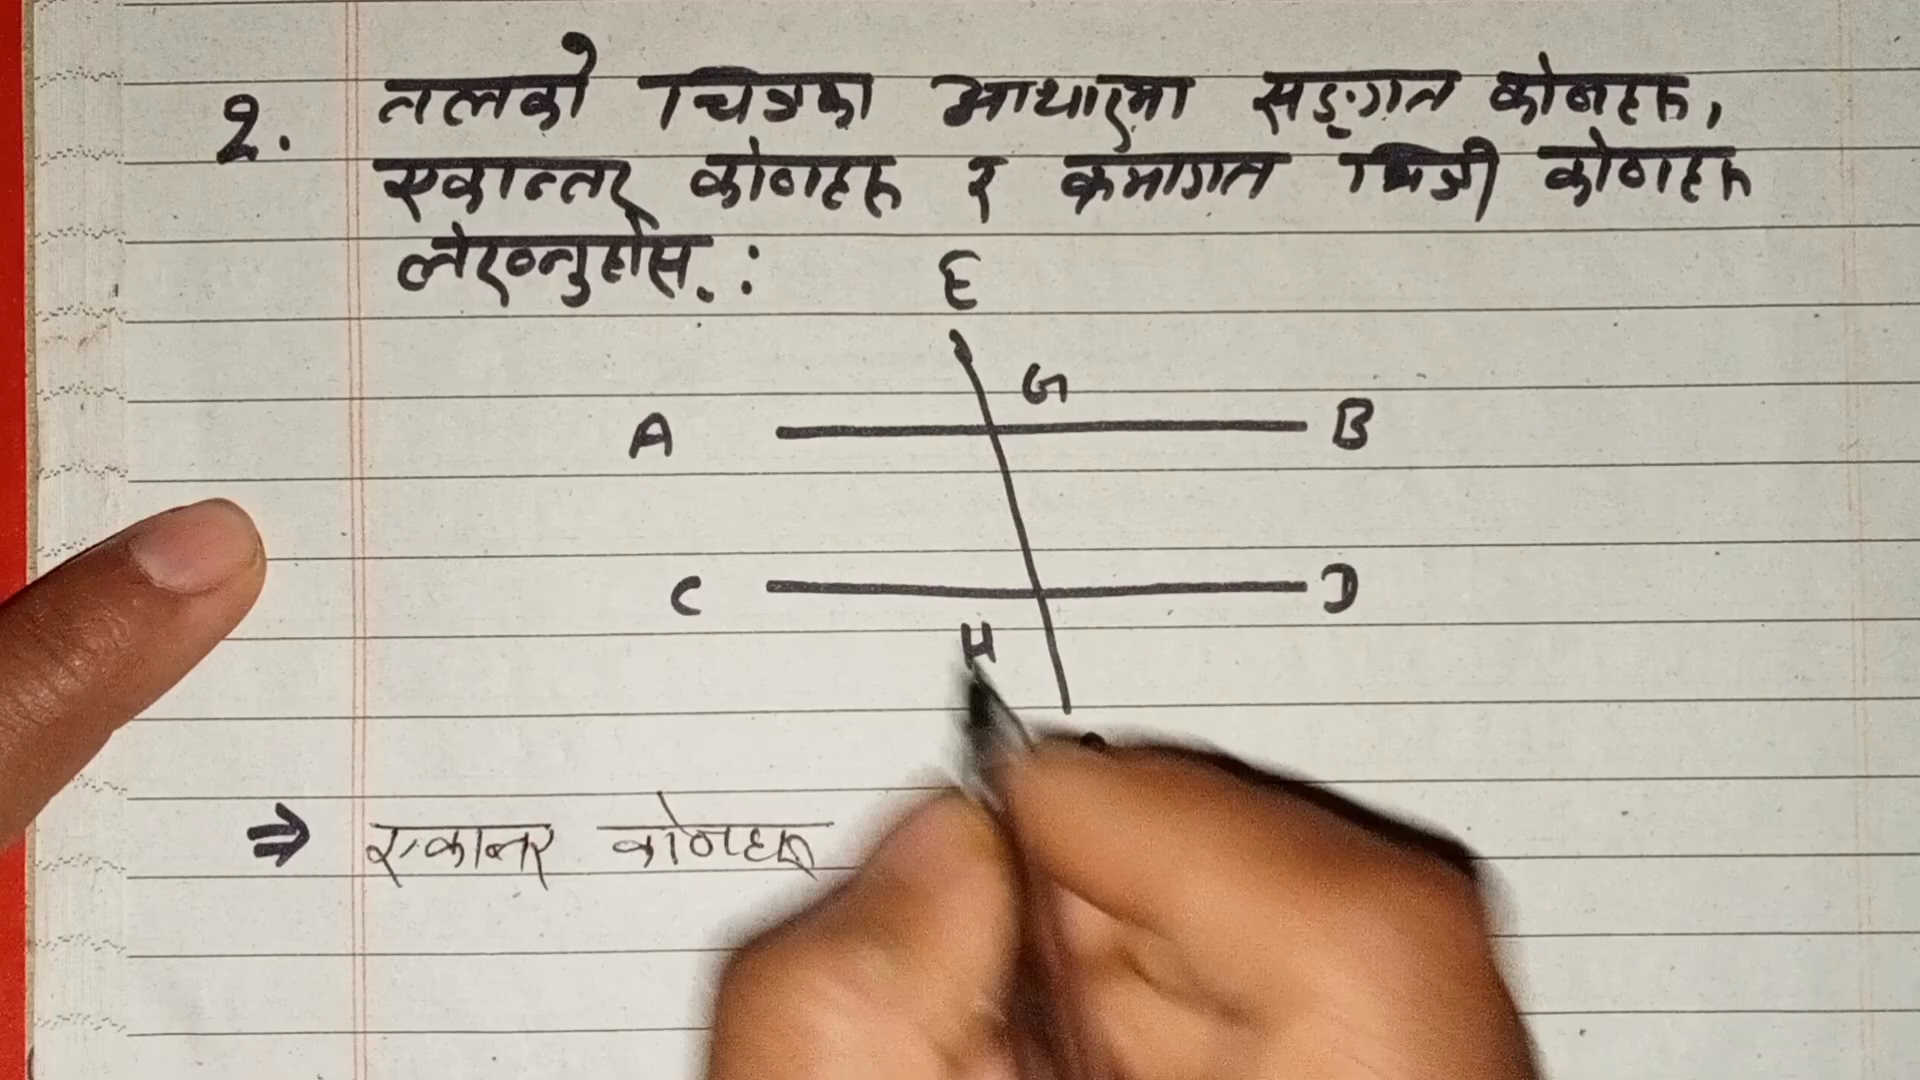 2. तलको चित्रका आधारमा सङ्गत कोणहरू,
एकान्तर कोणहरू र क्रमागत भित्री कोणहरू
लेख्नुहोस् :
E
G
A B
C D
H
⇒ एकान्तर कोणहरू